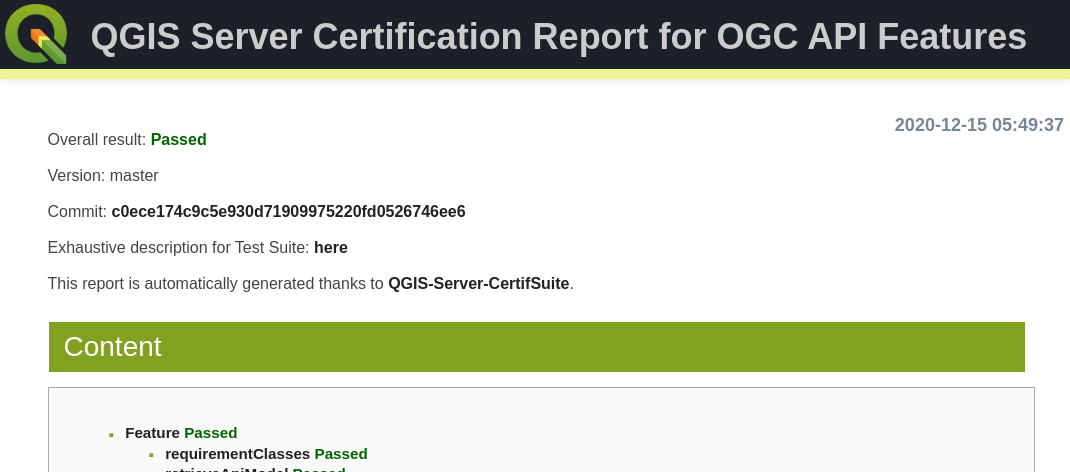 QGIS Server Certification Report for OGC API Features
2020-12-15 05:49:37
Overall result: Passed
Version: master
Commit: c0ece174c9c5e930d71909975220fd0526746ee6
Exhaustive description for Test Suite: here
This report is automatically generated thanks to QGIS-Server-CertifSuite.
Content
Feature Passed
requirementClasses Passed
retrieveApiModel Passed